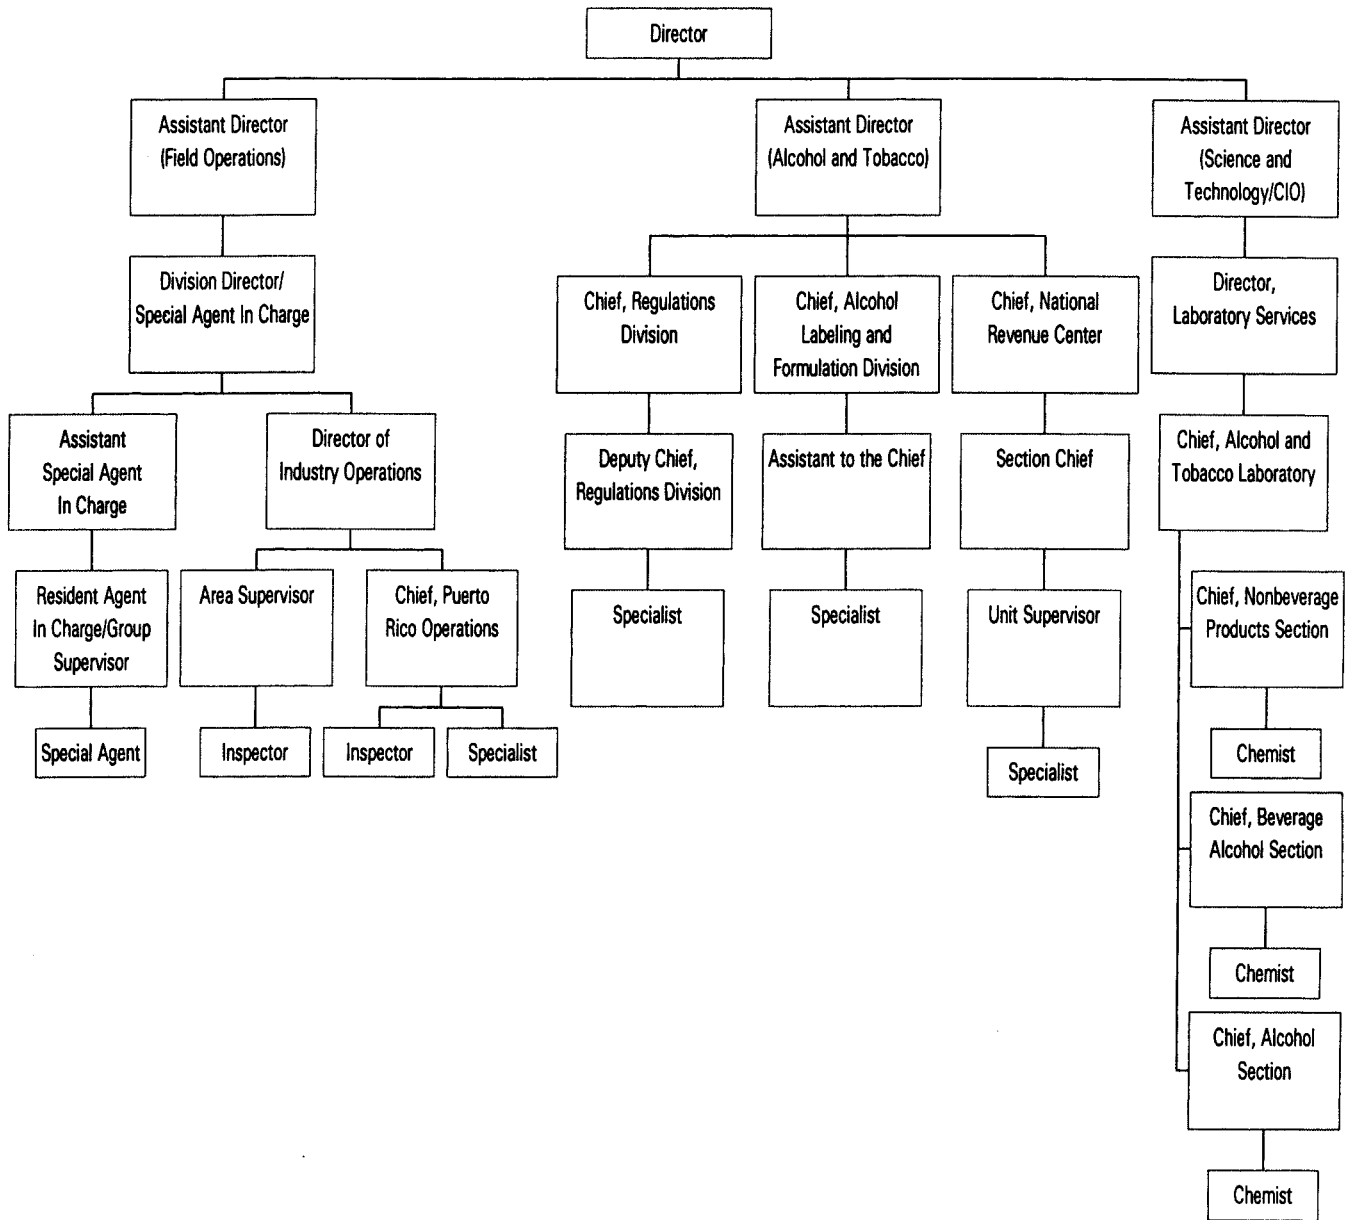 Director
Assistant Director
(Field Operations)
Assistant Director
(Alcohol and Tobacco)
Assistant Director
(Science and
Technology/CIO)
Division Director/
Special Agent In Charge
Chief, Regulations
Division
Chief, Alcohol
Labeling and
Formulation Division
Chief, National
Revenue Center
Director,
Laboratory Services
Assistant
Special Agent
In Charge
Director of
Industry Operations
Deputy Chief,
Regulations Division
Assistant to the Chief
Section Chief
Chief, Alcohol and
Tobacco Laboratory
Resident Agent
In Charge/Group
Supervisor
Area Supervisor
Chief, Puerto
Rico Operations
Specialist
Specialist
Unit Supervisor
Chief, Nonbeverage
Products Section
Special Agent
Inspector
Inspector
Specialist
Specialist
Chemist
Chief, Beverage
Alcohol Section
Chemist
Chief, Alcohol
Section
Chemist